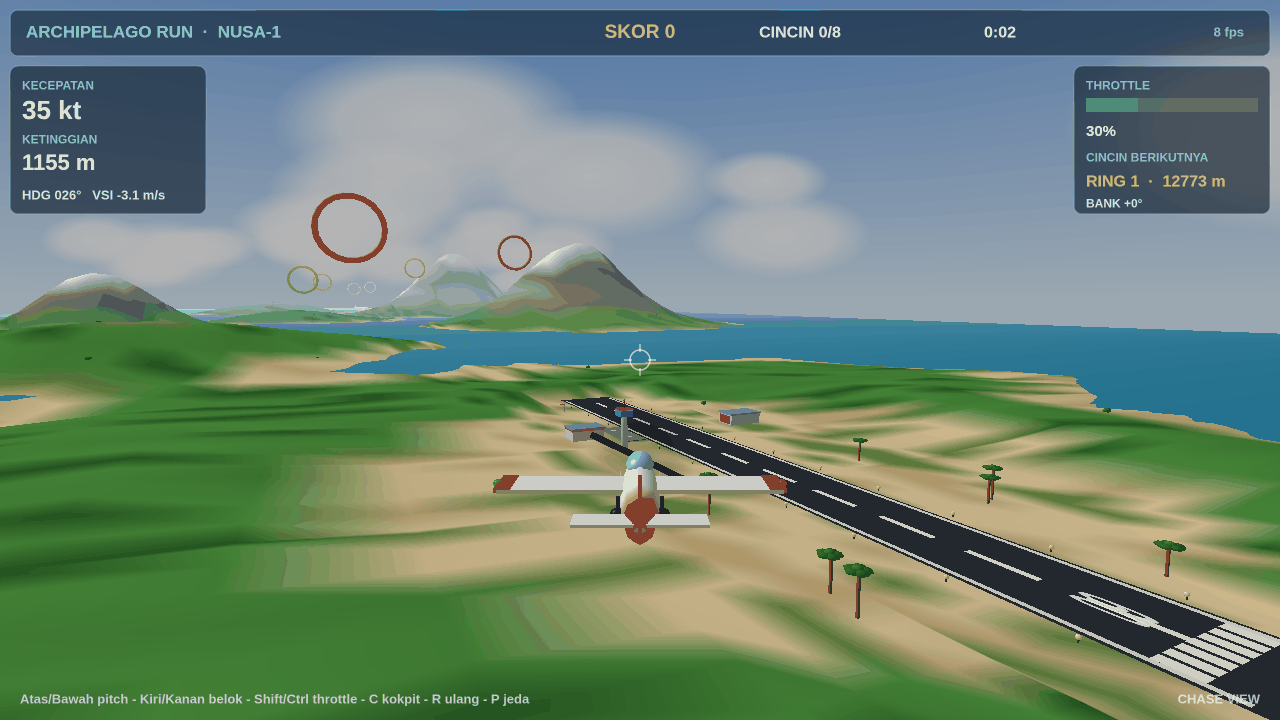 ARCHIPELAGO RUN · NUSA-1
SKOR 0
CINCIN 0/8
0:02
8 fps
KECEPATAN
35 kt
KETINGGIAN
1155 m
HDG 026° VSI -3.1 m/s
THROTTLE
30%
CINCIN BERIKUTNYA
RING 1 · 12773 m
BANK +0°
Atas/Bawah pitch - Kiri/Kanan belok - Shift/Ctrl throttle - C kokpit - R ulang - P jeda
CHASE VIEW